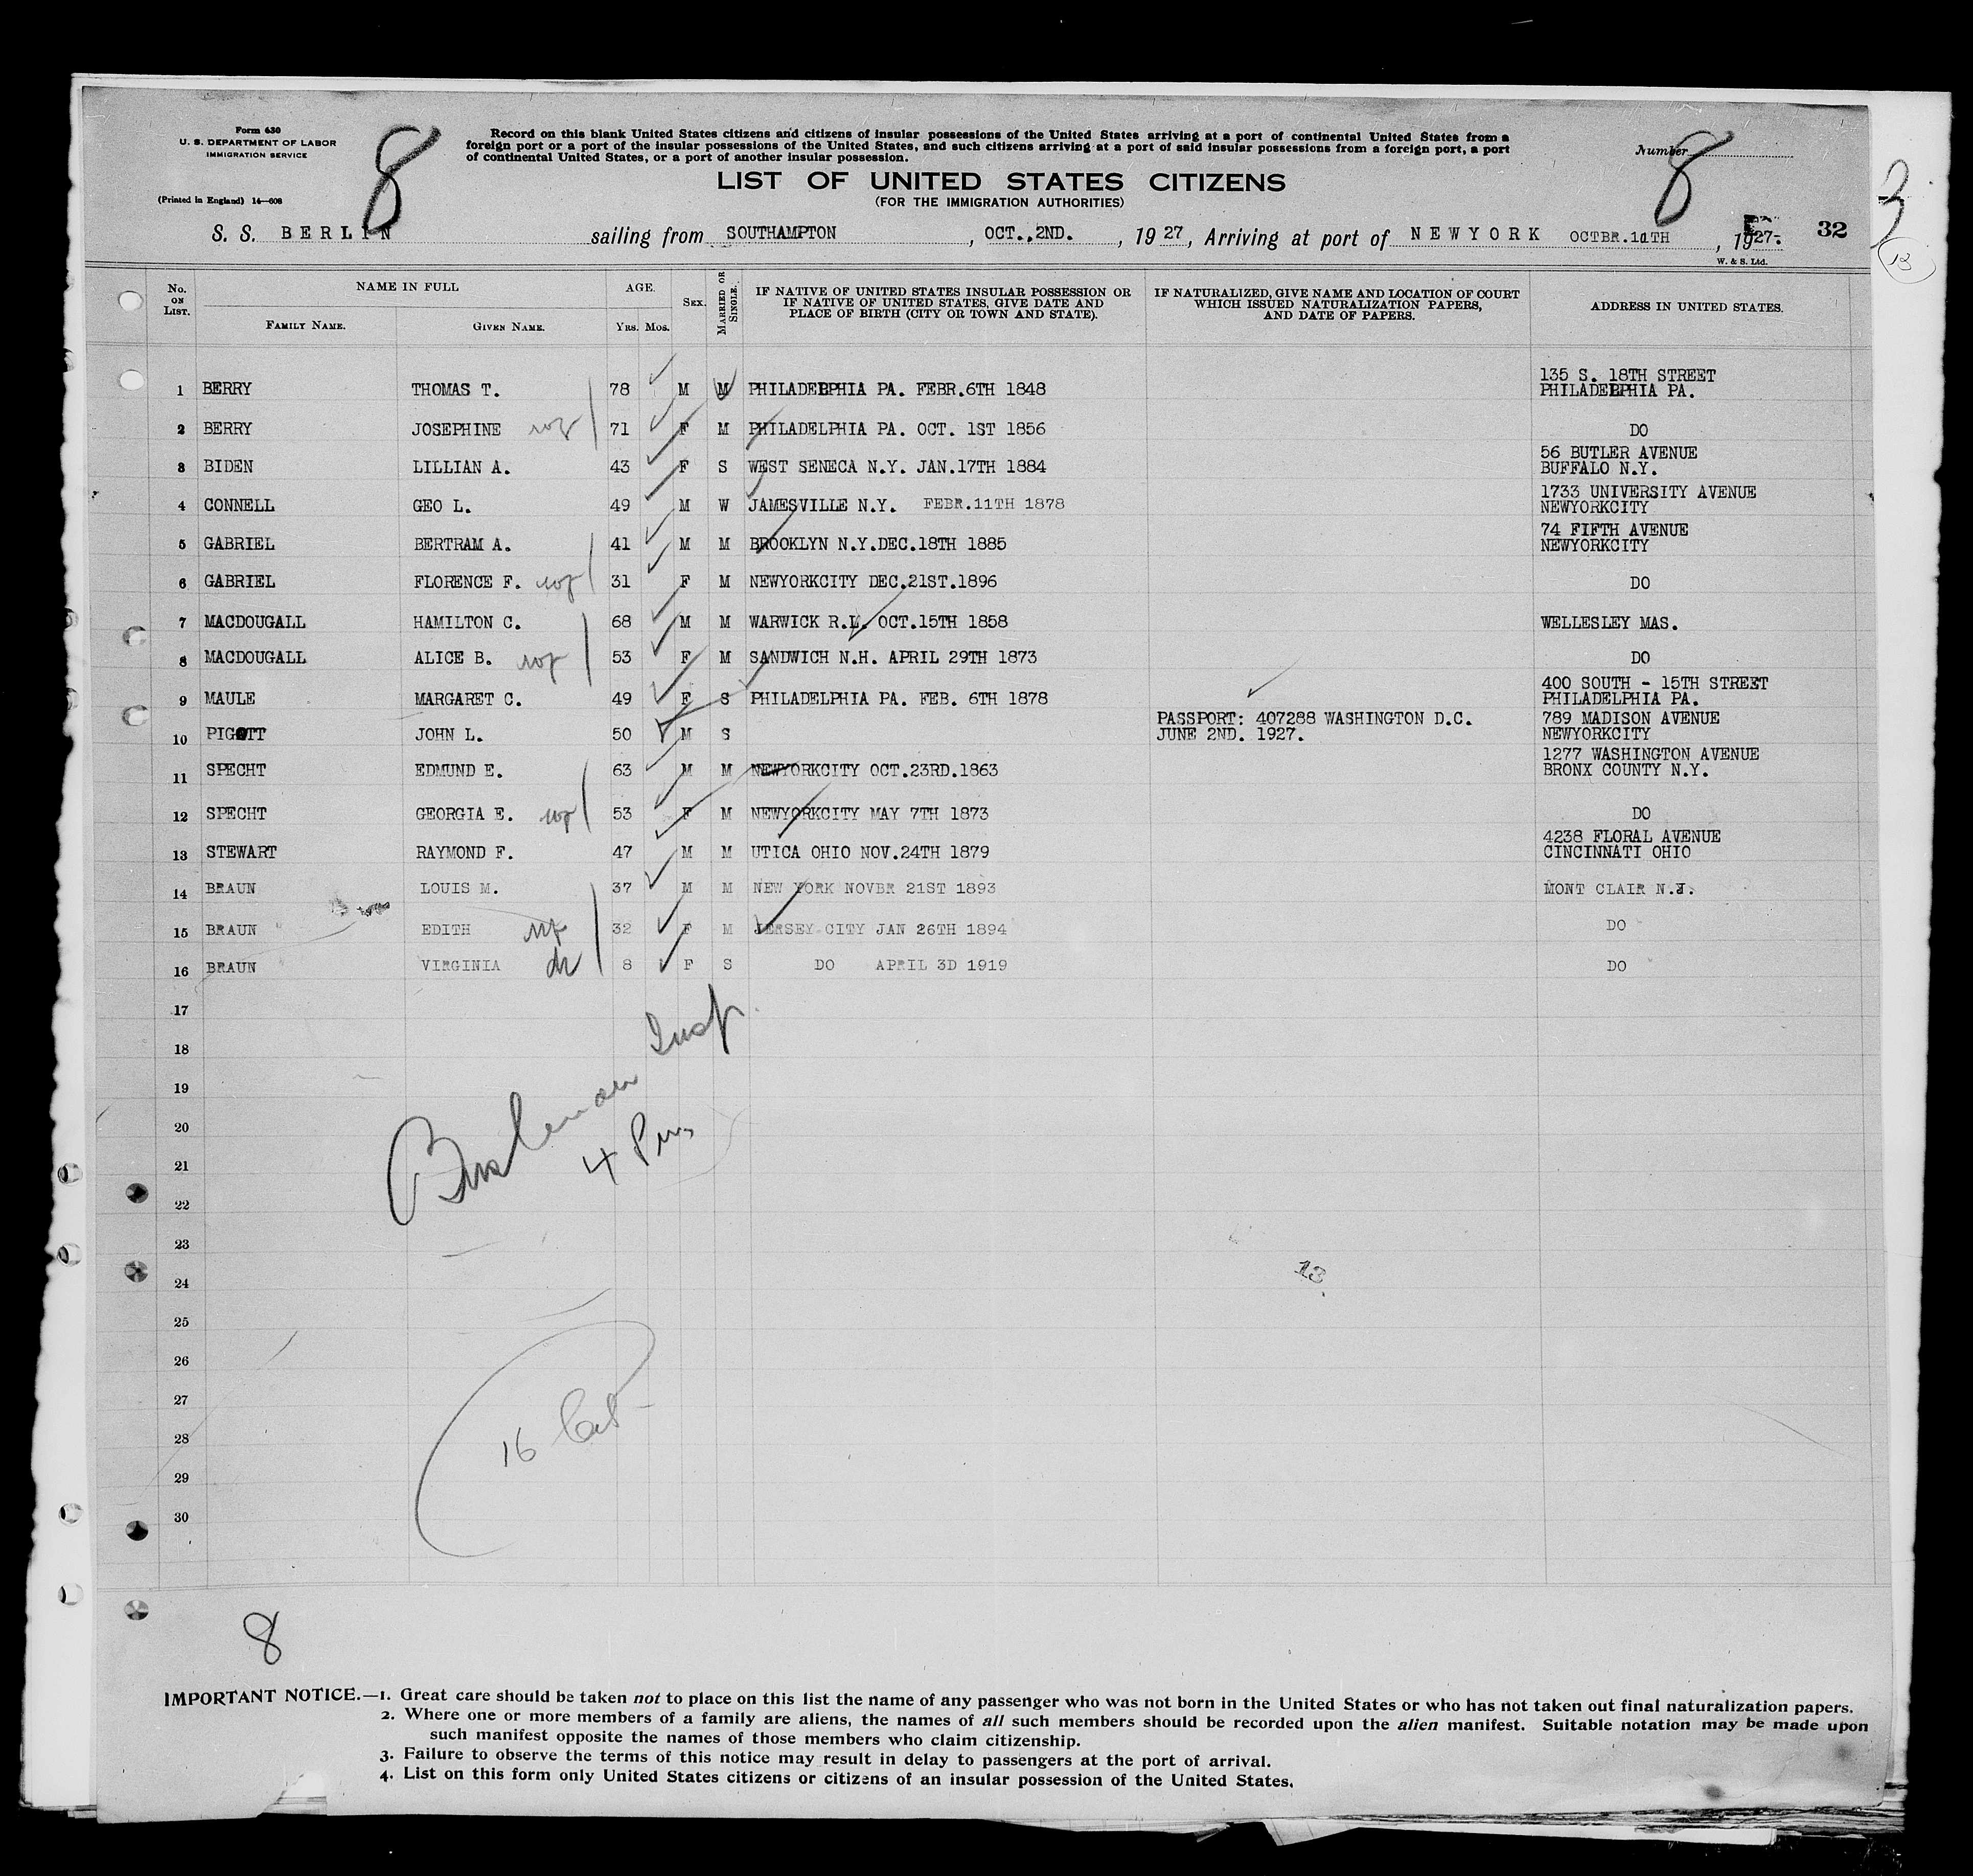 Form 630
U. S. DEPARTMENT OF LABOR
IMMIGRATION SERVICE
(Printed in England) 14—608
8
Record on this blank United States citizens and citizens of insular possessions of the United States arriving at a port of continental United States from a
foreign port or a port of the insular possessions of the United States, and such citizens arriving at a port of said insular possessions from a foreign port, a port
of continental United States, or a port of another insular possession.
Number
8
3
LIST OF UNITED STATES CITIZENS
(FOR THE IMMIGRATION AUTHORITIES)
S. S. BERLIN sailing from SOUTHAMPTON, OCT.,2ND., 1927, Arriving at port of NEWYORK OCTBR.11TH, 1927. 32
W. & S. Ltd.
13
No. ON LIST. NAME IN FULL AGE. SEX. MARRIED OR SINGLE. IF NATIVE OF UNITED STATES INSULAR POSSESSION OR IF NATIVE OF UNITED STATES, GIVE DATE AND PLACE OF BIRTH (CITY OR TOWN AND STATE). IF NATURALIZED, GIVE NAME AND LOCATION OF COURT WHICH ISSUED NATURALIZATION PAPERS, AND DATE OF PAPERS. ADDRESS IN UNITED STATES.
FAMILY NAME. GIVEN NAME. YRS. MOS.
1 BERRY THOMAS T. 78 M M PHILADELPHIA PA. FEBR.6TH 1848 135 S. 18TH STREET PHILADELPHIA PA.
2 BERRY JOSEPHINE wf 71 F M PHILADELPHIA PA. OCT. 1ST 1856 DO
3 BIDEN LILLIAN A. 43 F S WEST SENECA N.Y. JAN.17TH 1884 56 BUTLER AVENUE BUFFALO N.Y.
4 CONNELL GEO L. 49 M W JAMESVILLE N.Y. FEBR.11TH 1878 1733 UNIVERSITY AVENUE NEWYORKCITY
5 GABRIEL BERTRAM A. 41 M M BROOKLYN N.Y.DEC.18TH 1885 74 FIFTH AVENUE NEWYORKCITY
6 GABRIEL FLORENCE F. wf 31 F M NEWYORKCITY DEC.21ST.1896 DO
7 MACDOUGALL HAMILTON C. 68 M M WARWICK R.I. OCT.15TH 1858 WELLESLEY MAS.
8 MACDOUGALL ALICE B. wf 53 F M SANDWICH N.H. APRIL 29TH 1873 DO
9 MAULE MARGARET C. 49 F S PHILADELPHIA PA. FEB. 6TH 1878 400 SOUTH - 15TH STREET PHILADELPHIA PA.
10 PIGOTT JOHN L. 50 M S PASSPORT: 407288 WASHINGTON D.C. JUNE 2ND. 1927. 789 MADISON AVENUE NEWYORKCITY
11 SPECHT EDMUND E. 63 M M NEWYORKCITY OCT.23RD.1863 1277 WASHINGTON AVENUE BRONX COUNTY N.Y.
12 SPECHT GEORGIA E. wf 53 F M NEWYORKCITY MAY 7TH 1873 DO
13 STEWART RAYMOND F. 47 M M UTICA OHIO NOV.24TH 1879 4238 FLORAL AVENUE CINCINNATI OHIO
14 BRAUN LOUIS M. 37 M M NEW YORK NOVBR 21ST 1893 MONT CLAIR N.J.
15 BRAUN EDITH wf 32 F M JERSEY CITY JAN 26TH 1894 DO
16 BRAUN VIRGINIA dr 8 F S DO APRIL 3D 1919 DO
17
18
19
20
21
22
23
24
25
26
27
28
29
30
Insp.
4
13
16
8
IMPORTANT NOTICE.—1. Great care should be taken not to place on this list the name of any passenger who was not born in the United States or who has not taken out final naturalization papers.
2. Where one or more members of a family are aliens, the names of all such members should be recorded upon the alien manifest. Suitable notation may be made upon
such manifest opposite the names of those members who claim citizenship.
3. Failure to observe the terms of this notice may result in delay to passengers at the port of arrival.
4. List on this form only United States citizens or citizens of an insular possession of the United States.